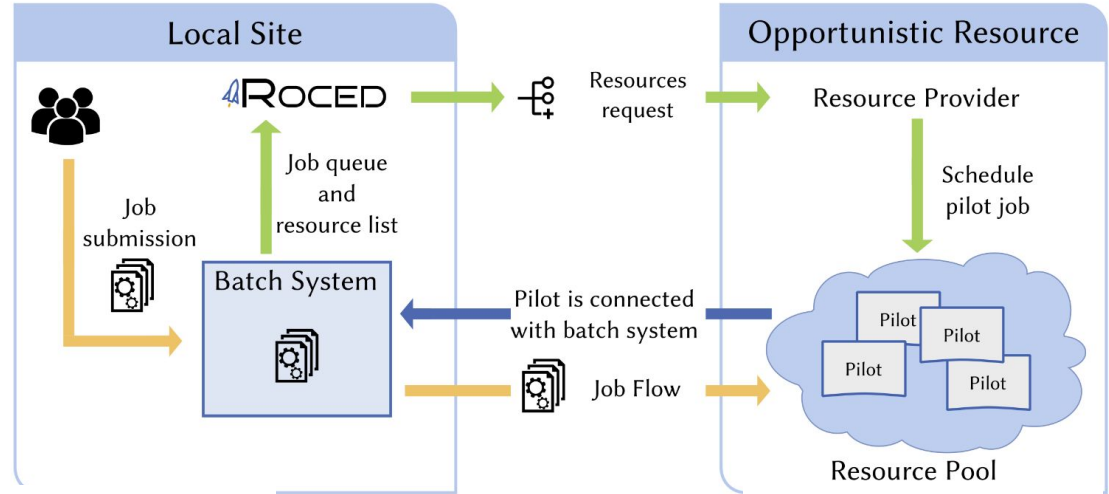 Local Site
Opportunistic Resource
ROCED
Resources
request
Resource Provider
Job queue
and
resource list
Schedule
pilot job
Job
submission
Batch System
Pilot is connected
with batch system
Pilot
Pilot
Pilot
Pilot
Job Flow
Resource Pool